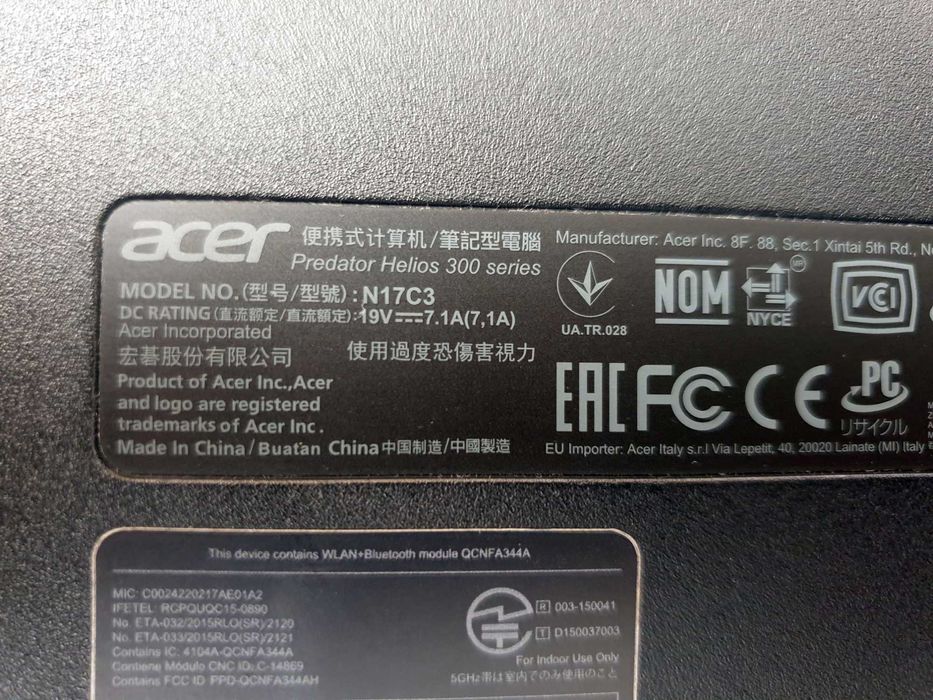 acer 便携式计算机/筆記型電腦
Predator Helios 300 series
MODEL NO.(型号/型號):N17C3
DC RATING(直流額定/直流额定):19V⎓7.1A(7,1A)
Acer Incorporated
宏碁股份有限公司
使用過度恐傷害視力
Product of Acer Inc.,Acer
and logo are registered
trademarks of Acer Inc .
Made In China / Buatan China中国制造/中國製造
Manufacturer: Acer Inc. 8F. 88, Sec.1 Xintai 5th Rd.,
UA.TR.028
NOM
MR
NYCE
VCI
EAC FC CE PC
リサイクル
EU Importer: Acer Italy s.r.l Via Lepetit, 40, 20020 Lainate (MI) Italy
This device contains WLAN+Bluetooth module QCNFA344A
MIC: C0024220217AE01A2
IFETEL: RCPQUQC15-0890
No. ETA-032/2015RLO(SR)/2120
No. ETA-033/2015RLO(SR)/2121
Contains IC: 4104A-QCNFA344A
Contiene Módulo CNC ID: C-14869
Contains FCC ID: PPD-QCNFA344AH
R 003-150041
T D150037003
For Indoor Use Only
5GHz帯は室内でのみ使用のこと